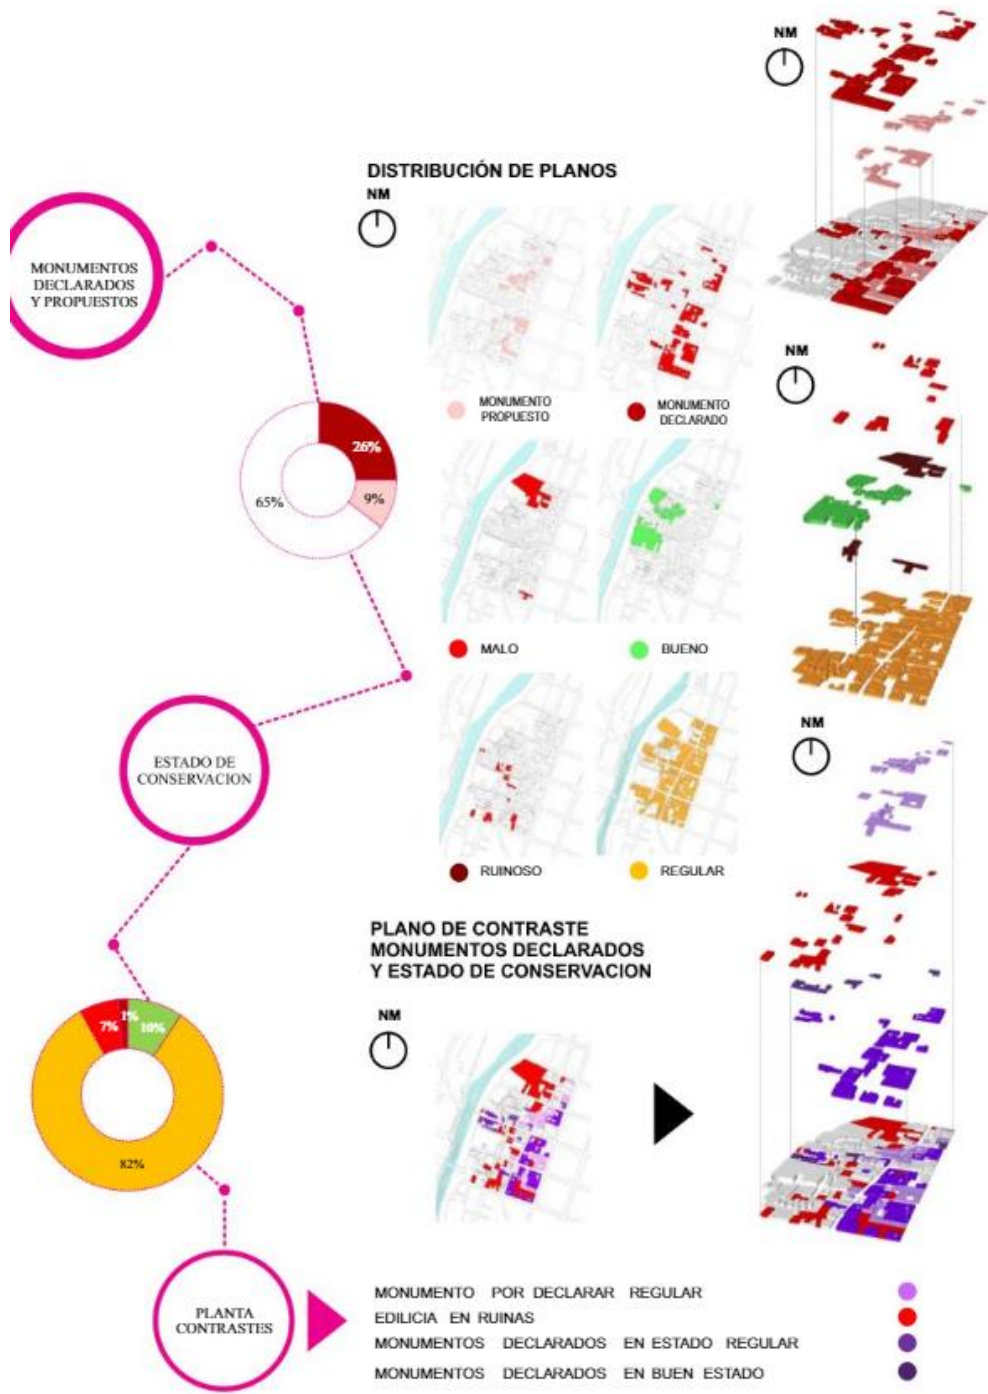 NM
DISTRIBUCIÓN DE PLANOS
NM
MONUMENTOS
DECLARADOS
Y PROPUESTOS
NM
MONUMENTO
PROPUESTO
MONUMENTO
DECLARADO
26%
9%
65%
MALO
BUENO
NM
ESTADO DE
CONSERVACION
RUINOSO
REGULAR
PLANO DE CONTRASTE
MONUMENTOS DECLARADOS
Y ESTADO DE CONSERVACION
NM
7%
1%
10%
82%
PLANTA
CONTRASTES
MONUMENTO POR DECLARAR REGULAR
EDILICIA EN RUINAS
MONUMENTOS DECLARADOS EN ESTADO REGULAR
MONUMENTOS DECLARADOS EN BUEN ESTADO